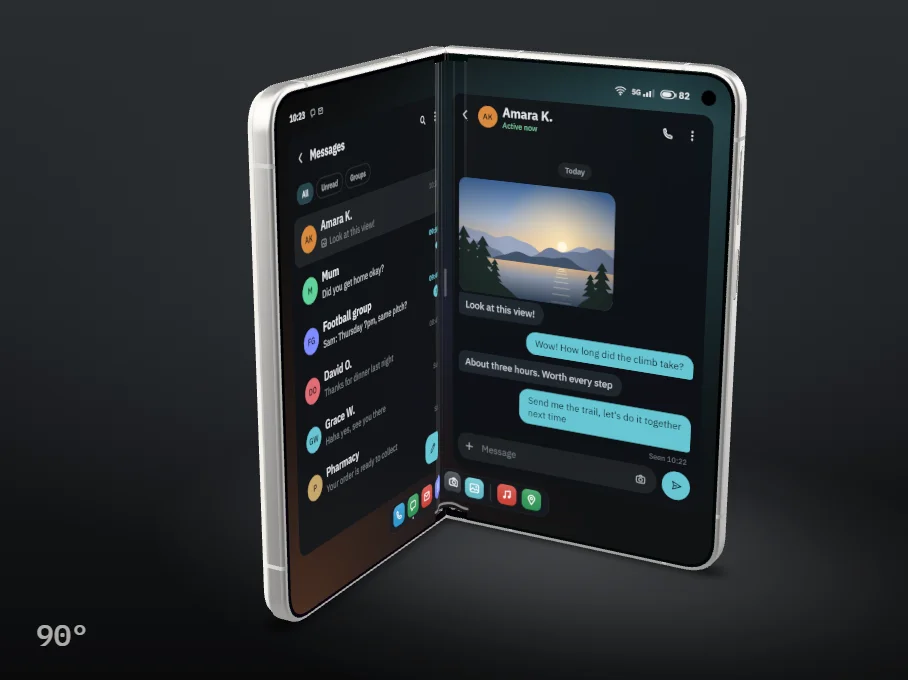 10:23
5G
82
Messages
All
Unread
Groups
AK
Amara K.
Look at this view!
M
Mum
Did you get home okay?
FG
Football group
Sam: Thursday 7pm, same pitch?
DO
David O.
Thanks for dinner last night
GW
Grace W.
Haha yes, see you there
P
Pharmacy
Your order is ready to collect
AK
Amara K.
Active now
Today
Look at this view!
Wow! How long did the climb take?
About three hours. Worth every step
Send me the trail, let's do it together
next time
Seen 10:22
Message
90°